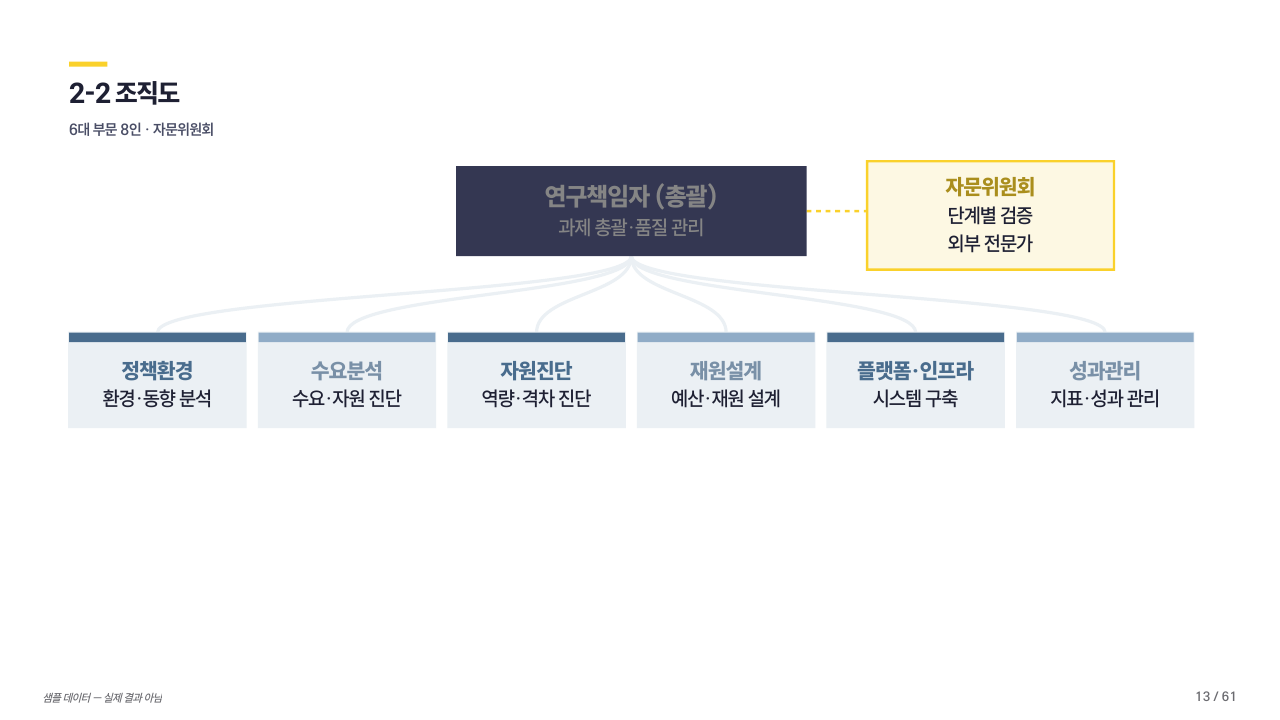 2-2 조직도
6대 부문 8인 · 자문위원회
연구책임자 (총괄)
과제 총괄·품질 관리
자문위원회
단계별 검증
외부 전문가
정책환경
환경·동향 분석
수요분석
수요·자원 진단
자원진단
역량·격차 진단
재원설계
예산·재원 설계
플랫폼·인프라
시스템 구축
성과관리
지표·성과 관리
샘플 데이터 — 실제 결과 아님
13 / 61